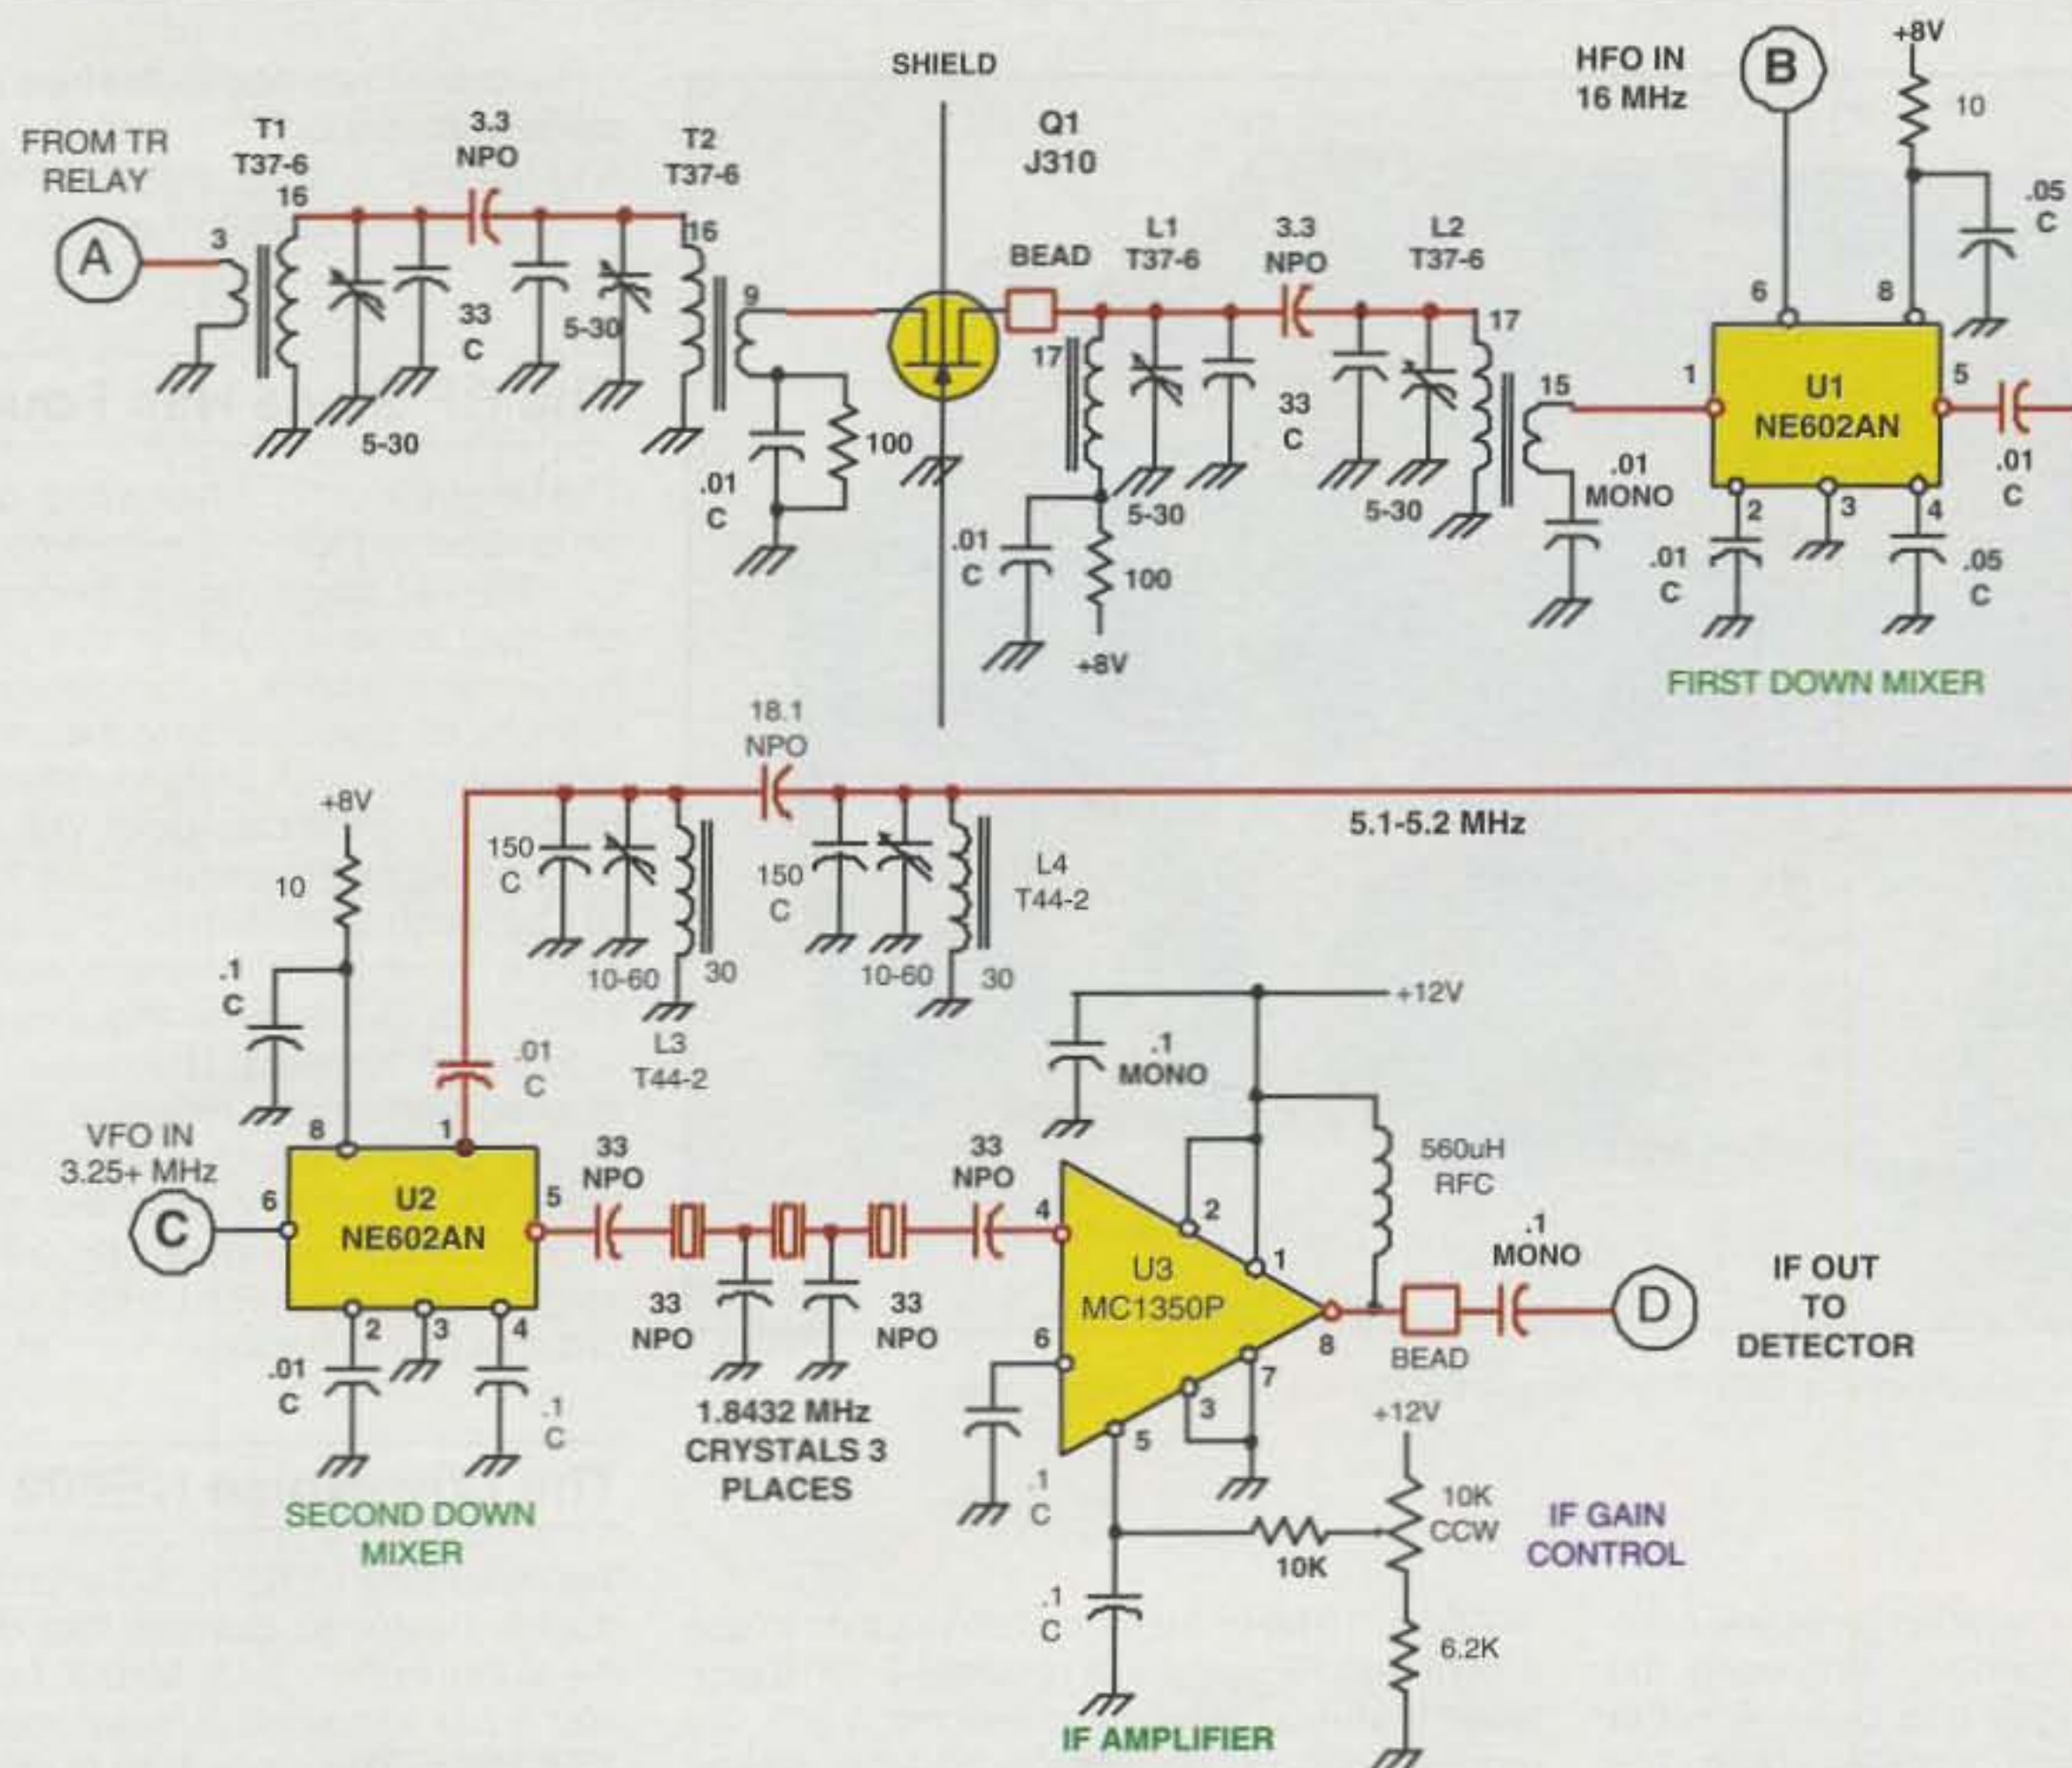 SHIELD
HFO IN
16 MHz
B
+8V
10
.05
C
FROM TR
RELAY
A
T1
T37-6
16
3
3.3
NPO
T2
T37-6
16
33
C
5-30
5-30
9
100
.01
C
Q1
J310
BEAD
L1
T37-6
17
3.3
NPO
L2
T37-6
17
33
C
5-30
5-30
.01
C
100
+8V
15
.01
MONO
6
8
1
5
U1
NE602AN
2
3
4
.01
C
.05
C
.01
C
FIRST DOWN MIXER
18.1
NPO
5.1-5.2 MHz
+8V
10
.1
C
150
C
10-60
30
L3
T44-2
150
C
10-60
30
L4
T44-2
.01
C
VFO IN
3.25+ MHz
C
8
1
6
5
U2
NE602AN
2
3
4
.01
C
.1
C
SECOND DOWN
MIXER
33
NPO
33
NPO
33
NPO
33
NPO
1.8432 MHz
CRYSTALS 3
PLACES
+12V
.1
MONO
560uH
RFC
4
2
1
U3
MC1350P
6
8
7
3
5
BEAD
.1
MONO
D
IF OUT
TO
DETECTOR
.1
C
+12V
10K
CCW
IF GAIN
CONTROL
10K
.1
C
6.2K
IF AMPLIFIER